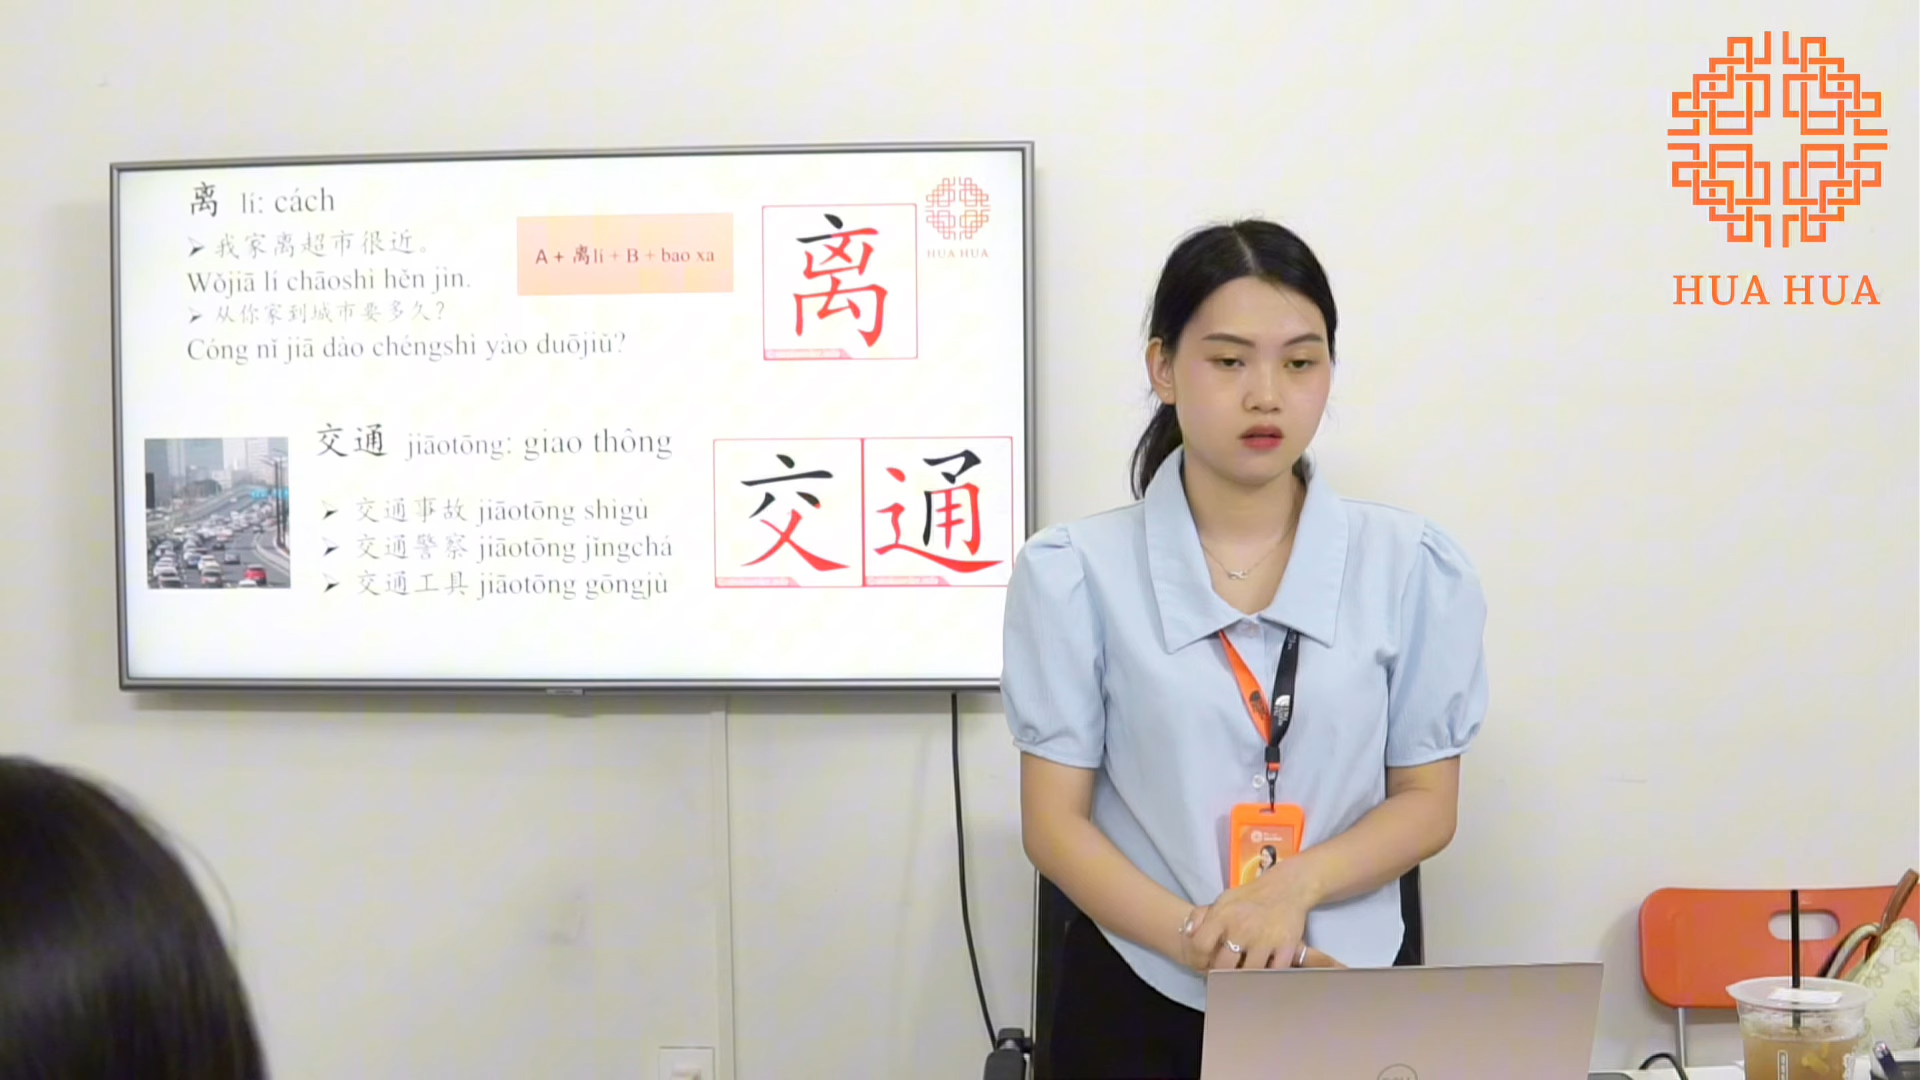 离 lí: cách
➢ 我家离超市很近。
Wǒjiā lí chāoshì hěn jìn.
➢ 从你家到城市要多久?
Cóng nǐ jiā dào chéngshì yào duōjiǔ?
A + 离lí + B + bao xa
离
HUA HUA
交通 jiāotōng: giao thông
➢ 交通事故 jiāotōng shìgù
➢ 交通警察 jiāotōng jǐngchá
➢ 交通工具 jiāotōng gōngjù
交通
HUA HUA